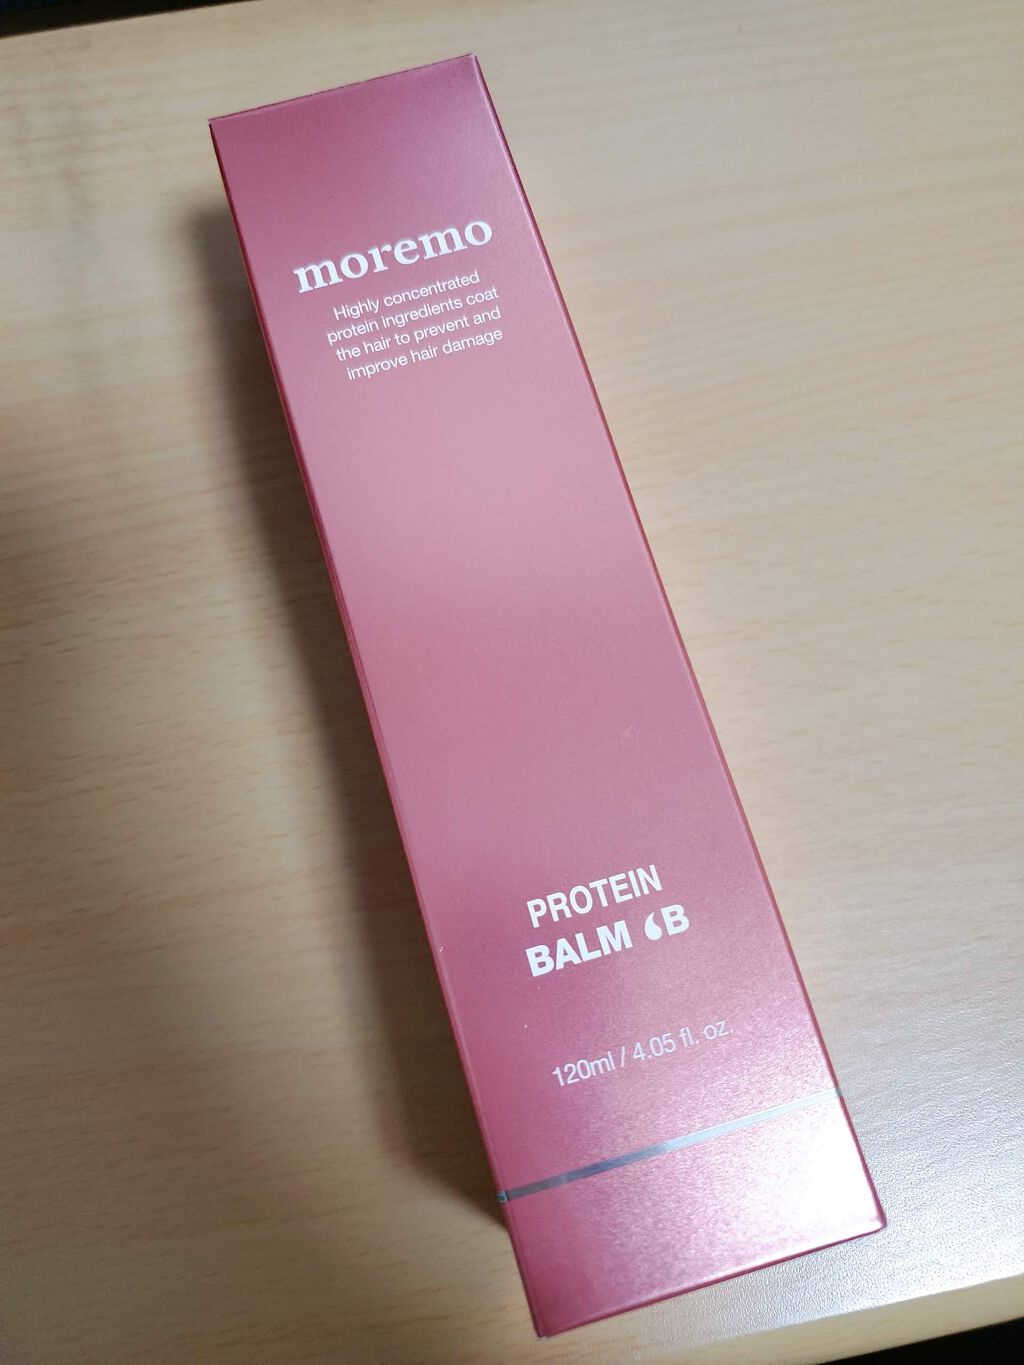 moremo
Highly concentrated
protein ingredients coat
the hair to prevent and
improve hair damage
PROTEIN
BALM ‘B
120ml / 4.05 fl. oz.